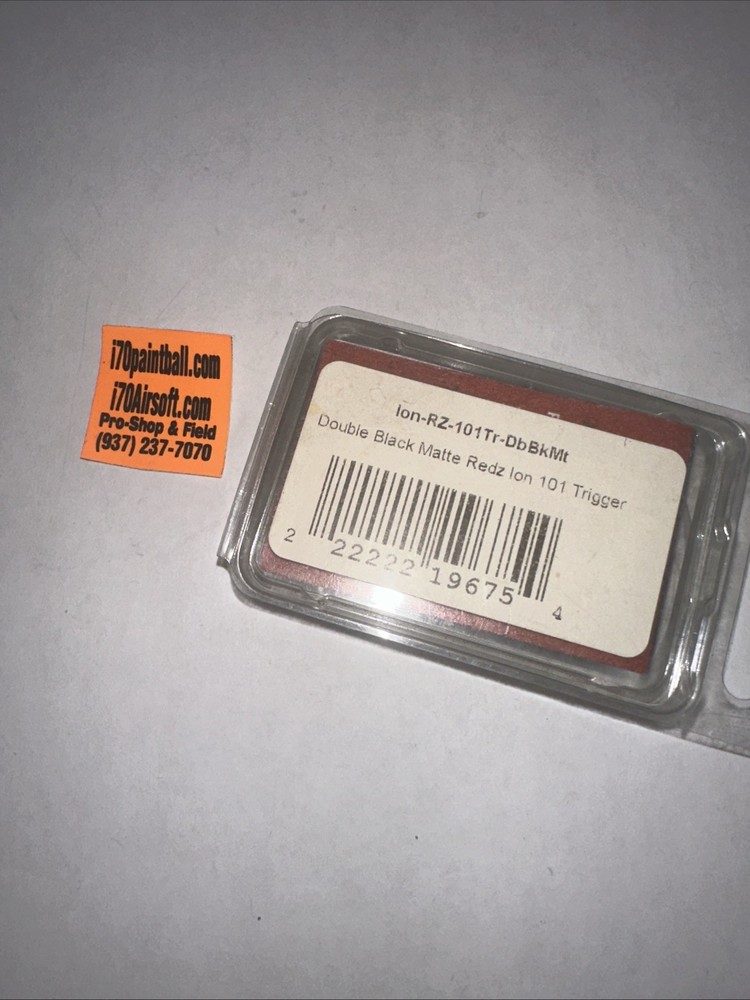 i70paintball.com
i70Airsoft.com
Pro-Shop & Field
(937) 237-7070
Ion-RZ-101Tr-DbBkMt
Double Black Matte Redz Ion 101 Trigger
2 22222 19675 4